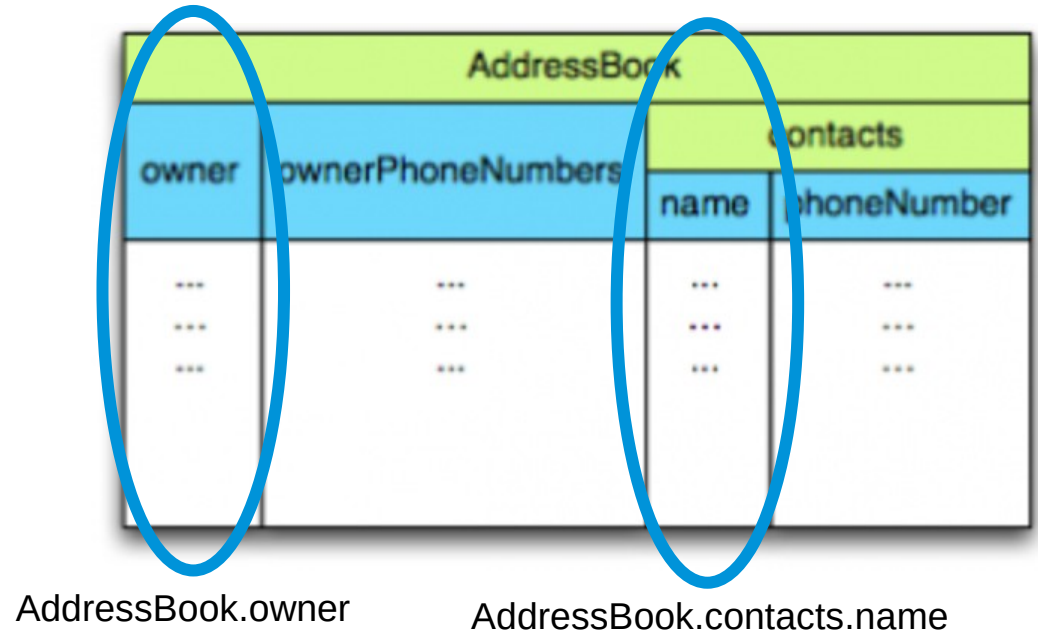 AddressBook
contacts
owner ownerPhoneNumbers
name phoneNumber
... ... ... ...
... ... ... ...
... ... ... ...
AddressBook.owner AddressBook.contacts.name